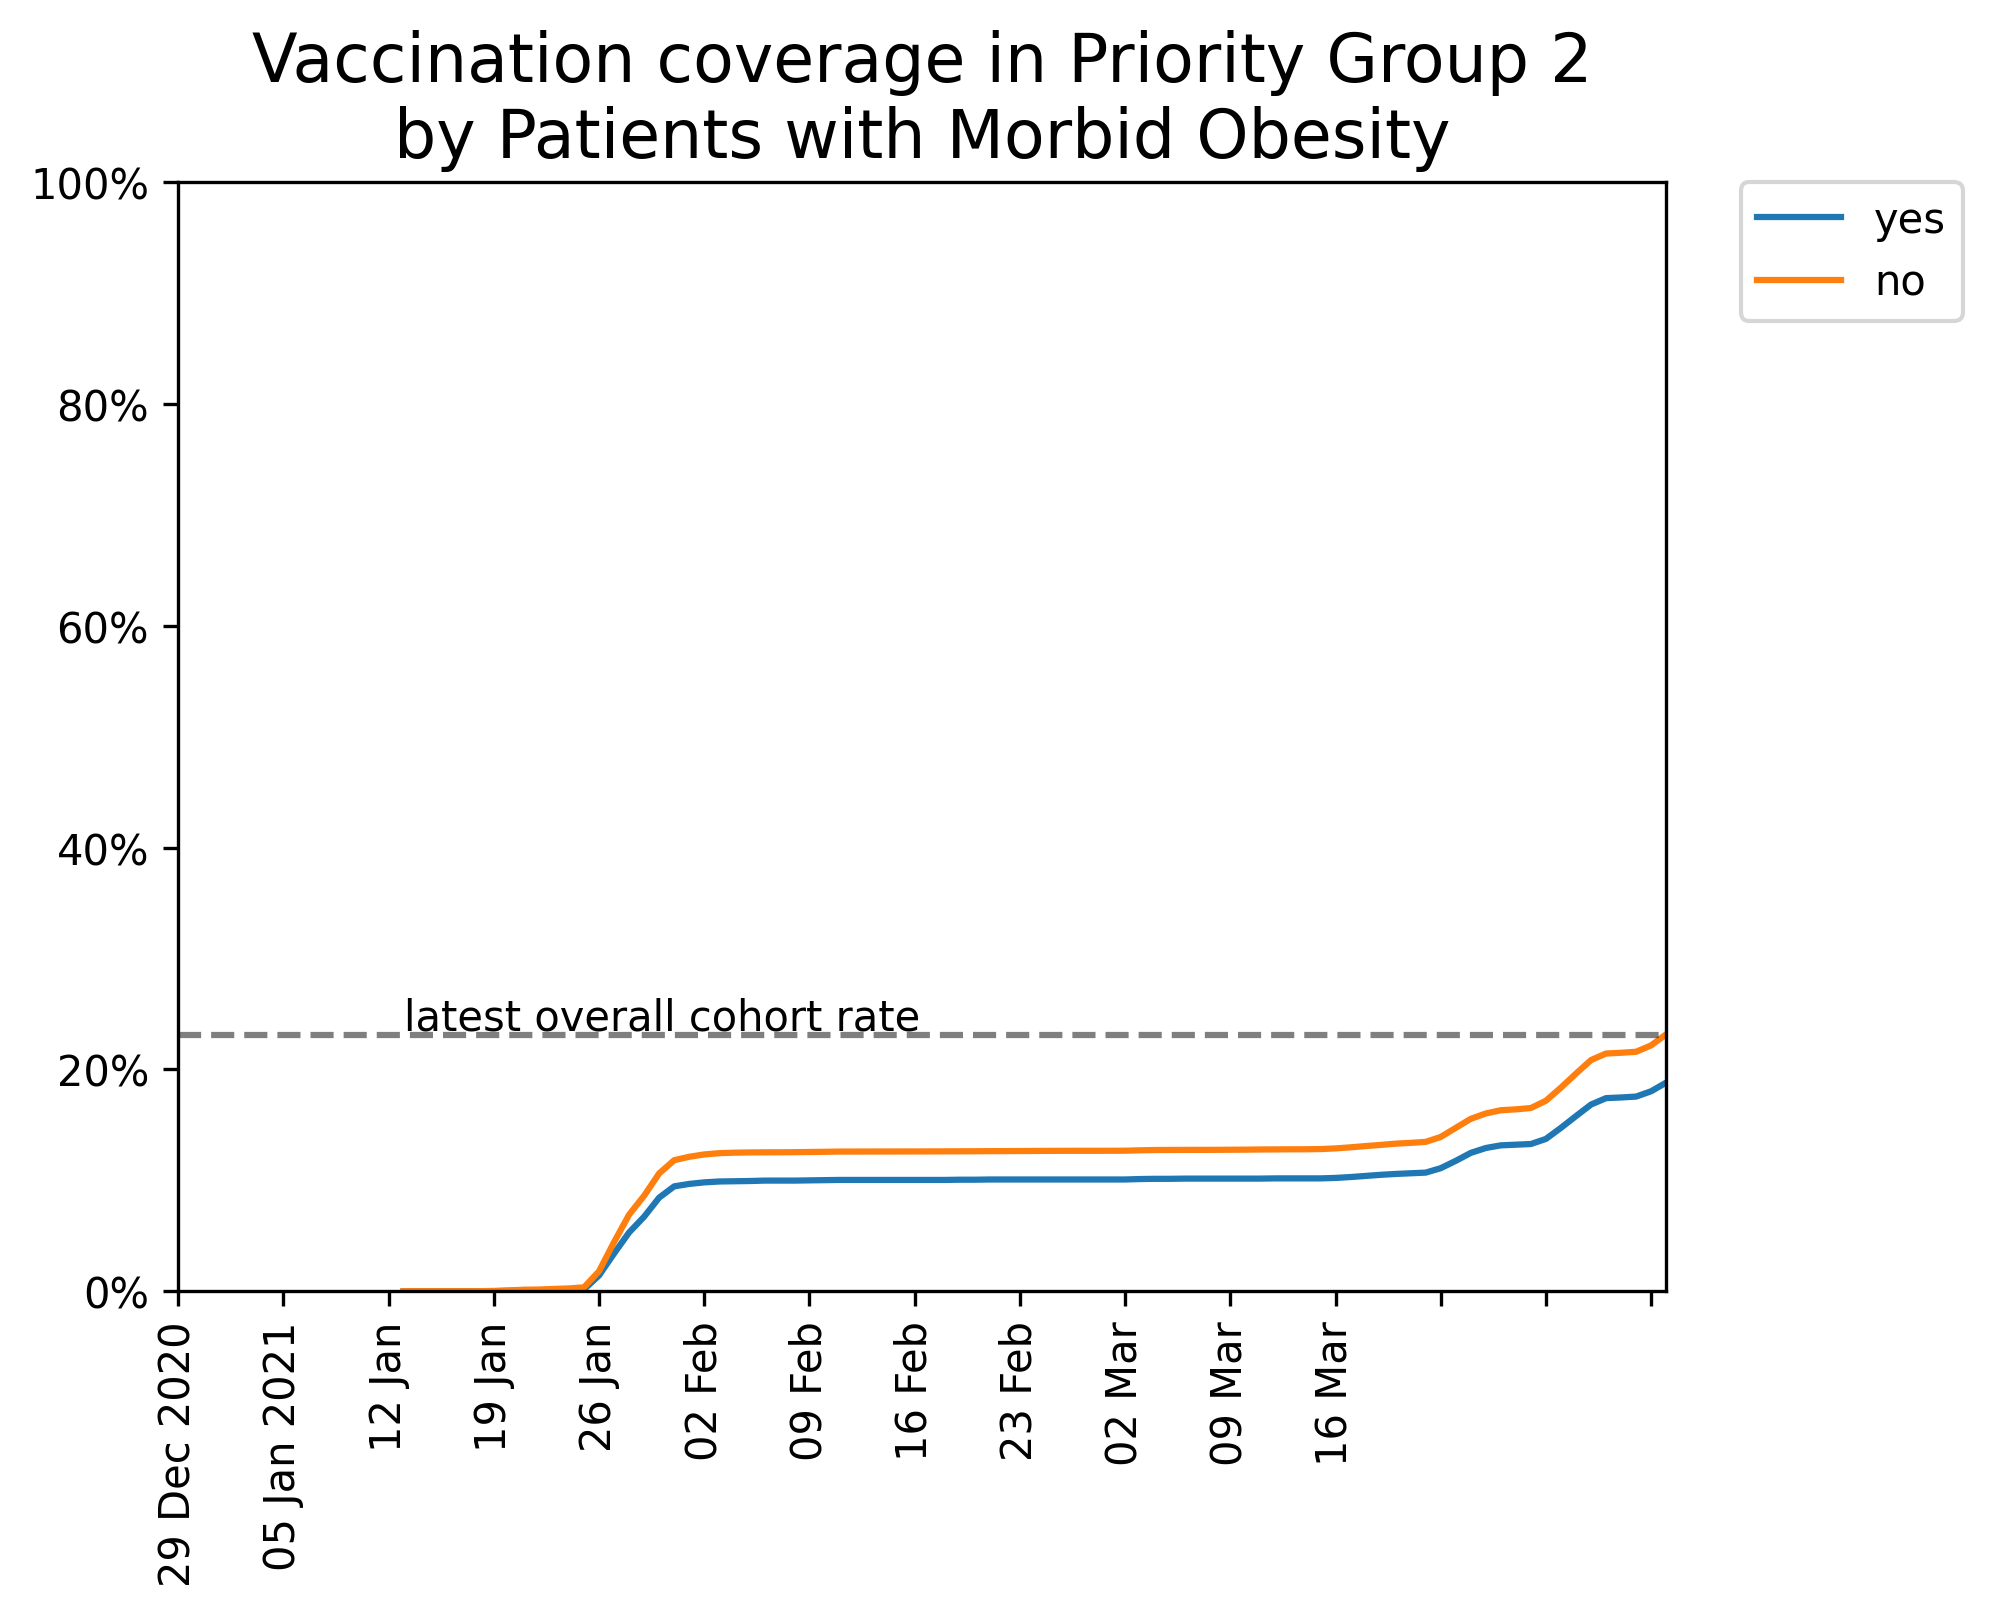 Vaccination coverage in Priority Group 2
by Patients with Morbid Obesity
100%
80%
60%
40%
20%
0%
yes
no
latest overall cohort rate
29 Dec 2020
05 Jan 2021
12 Jan
19 Jan
26 Jan
02 Feb
09 Feb
16 Feb
23 Feb
02 Mar
09 Mar
16 Mar